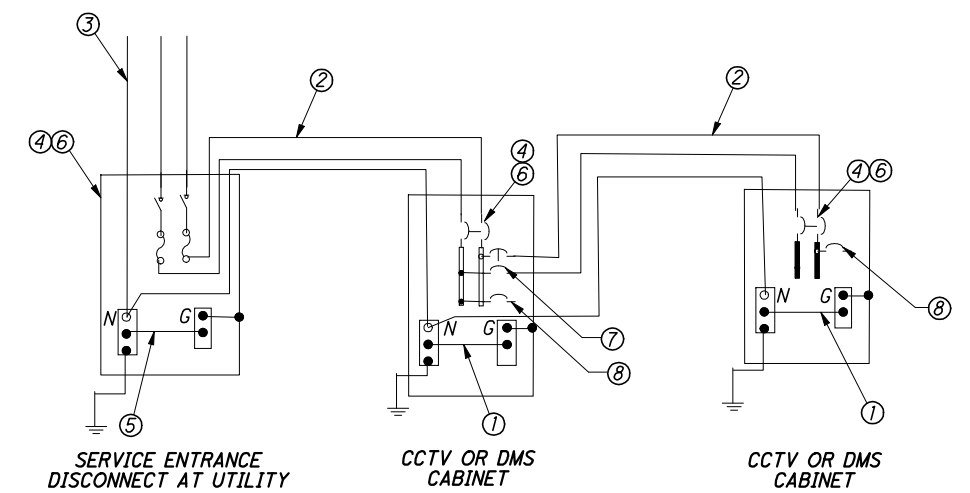 3
2
2
4 6
4
6
4 6
N
G
N
G
N
G
8
7
8
5
1
1
SERVICE ENTRANCE
DISCONNECT AT UTILITY
CCTV OR DMS
CABINET
CCTV OR DMS
CABINET